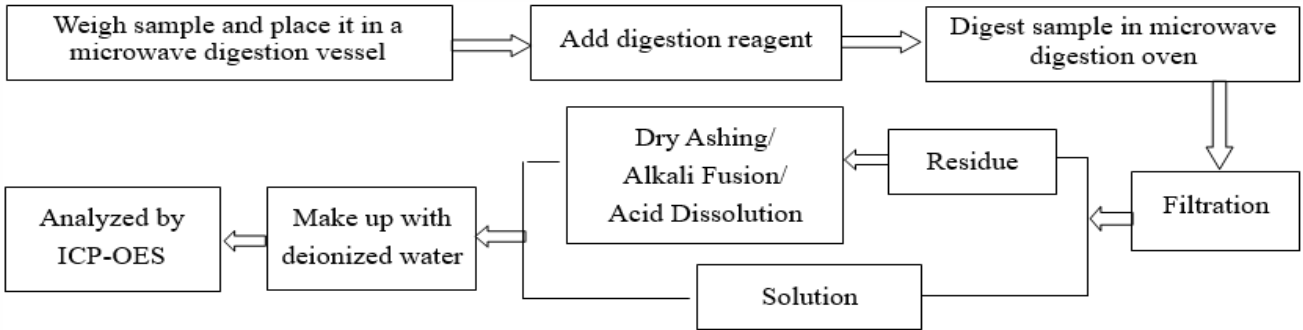 Weigh sample and place it in a
microwave digestion vessel
Add digestion reagent
Digest sample in microwave
digestion oven
Filtration
Residue
Dry Ashing/
Alkali Fusion/
Acid Dissolution
Solution
Make up with
deionized water
Analyzed by
ICP-OES